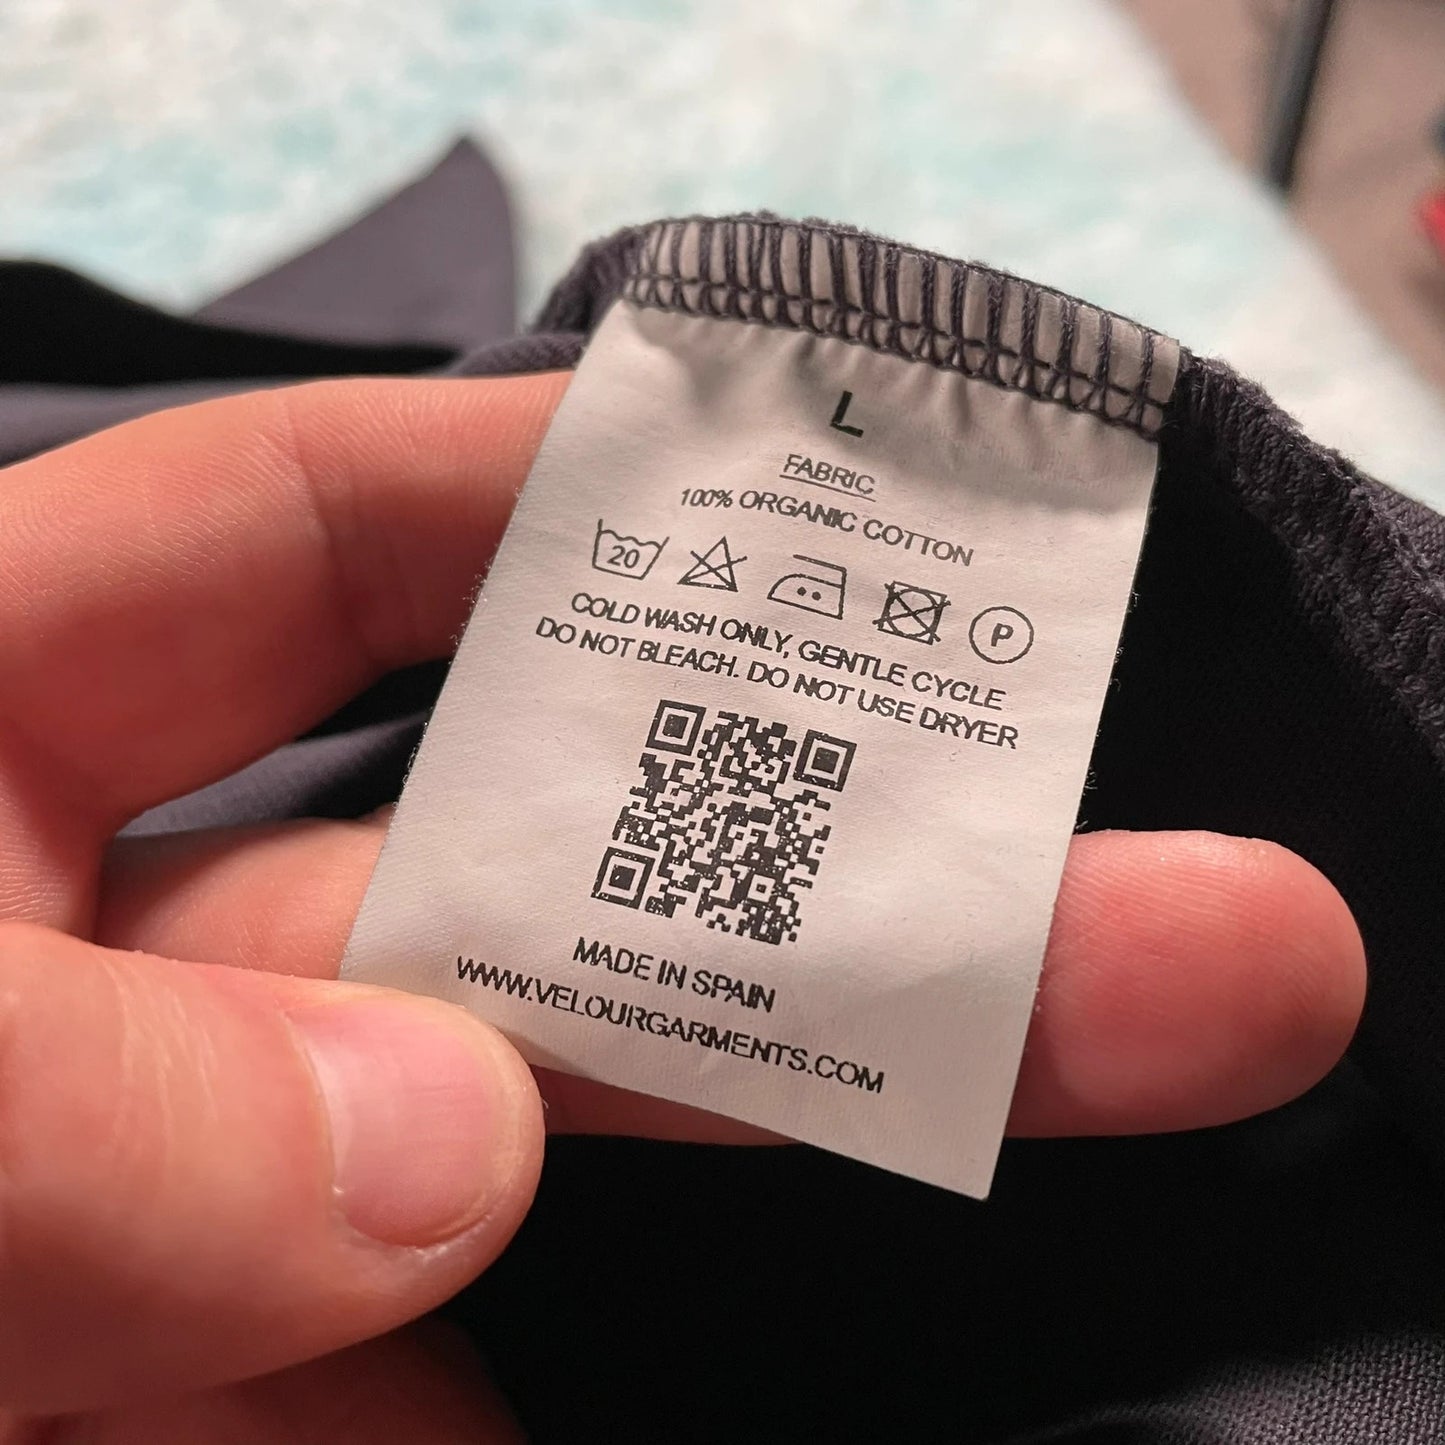 L
FABRIC
100% ORGANIC COTTON
20
P
COLD WASH ONLY, GENTLE CYCLE
DO NOT BLEACH. DO NOT USE DRYER
MADE IN SPAIN
WWW.VELOURGARMENTS.COM